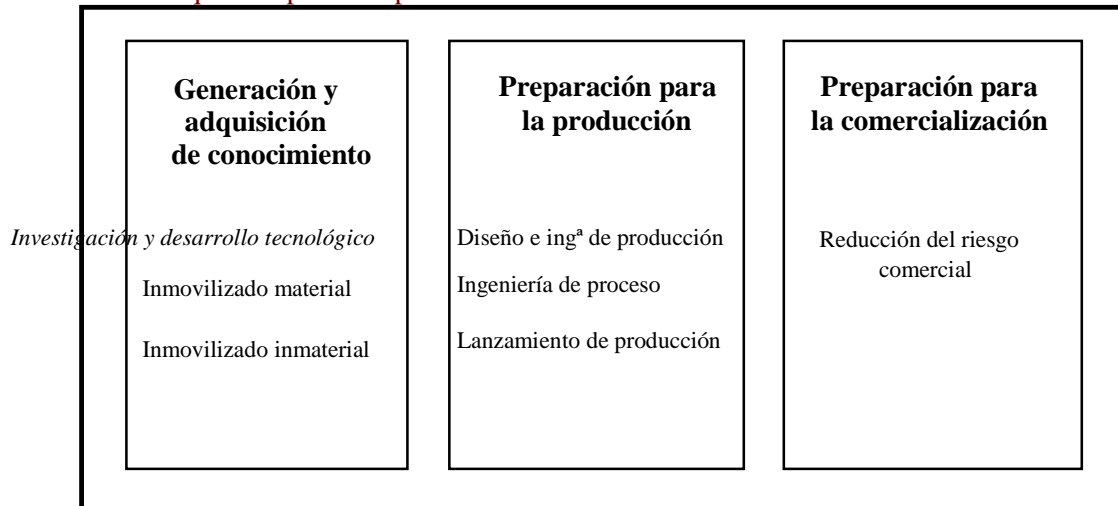 Generación y
adquisición
de conocimiento
Investigación y desarrollo tecnológico
Inmovilizado material
Inmovilizado inmaterial
Preparación para
la producción
Diseño e ingª de producción
Ingeniería de proceso
Lanzamiento de producción
Preparación para
la comercialización
Reducción del riesgo
comercial